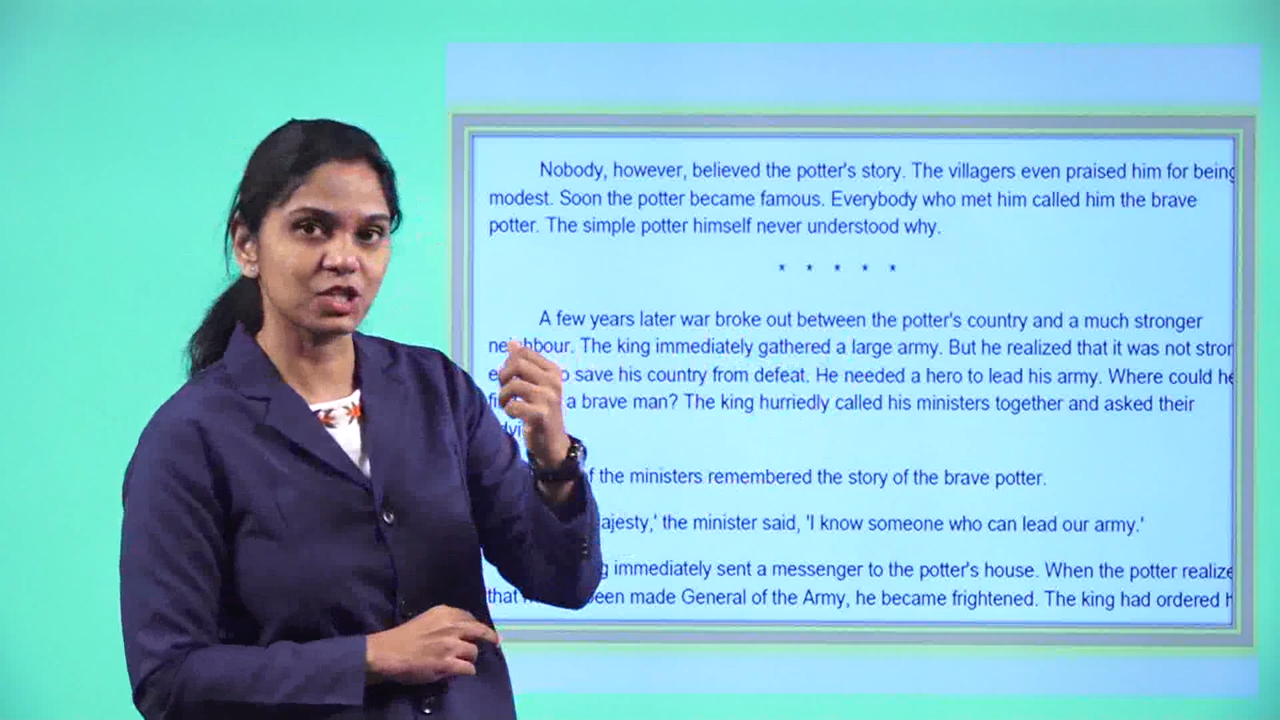 Nobody, however, believed the potter's story. The villagers even praised him for being
modest. Soon the potter became famous. Everybody who met him called him the brave
potter. The simple potter himself never understood why.
* * * * *
A few years later war broke out between the potter's country and a much stronger
neighbour. The king immediately gathered a large army. But he realized that it was not
to save his country from defeat. He needed a hero to lead his army. Where could he
a brave man? The king hurriedly called his ministers together and asked their
of the ministers remembered the story of the brave potter.
the minister said, 'I know someone who can lead our army.'
immediately sent a messenger to the potter's house. When the potter
that been made General of the Army, he became frightened. The king had ordered